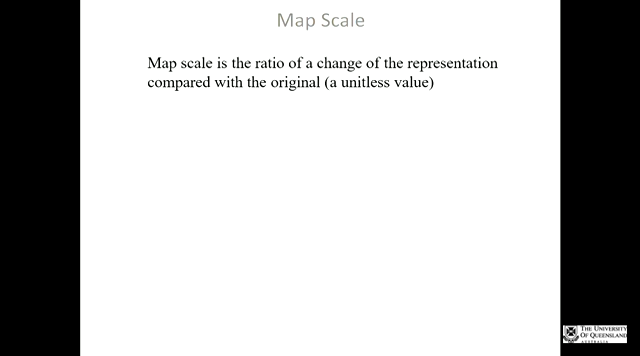 Map Scale
Map scale is the ratio of a change of the representation
compared with the original (a unitless value)
THE UNIVERSITY
OF QUEENSLAND
AUSTRALIA